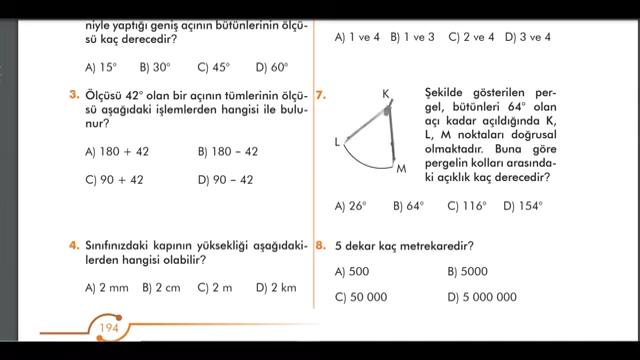 niyle yaptığı geniş açının bütünlerinin ölçü-
sü kaç derecedir?
A) 15° B) 30° C) 45° D) 60°
3. Ölçüsü 42° olan bir açının tümlerinin ölçü-
sü aşağıdaki işlemlerden hangisi ile bulu-
nur?
A) 180 + 42 B) 180 – 42
C) 90 + 42 D) 90 – 42
4. Sınıfınızdaki kapının yüksekliği aşağıdaki-
lerden hangisi olabilir?
A) 2 mm B) 2 cm C) 2 m D) 2 km
194
A) 1 ve 4 B) 1 ve 3 C) 2 ve 4 D) 3 ve 4
7.
K
L
M
Şekilde gösterilen per-
gel, bütünleri 64° olan
açı kadar açıldığında K,
L, M noktaları doğrusal
olmaktadır. Buna göre
pergelin kolları arasında-
ki açıklık kaç derecedir?
A) 26° B) 64° C) 116° D) 154°
8. 5 dekar kaç metrekaredir?
A) 500 B) 5000
C) 50 000 D) 5 000 000